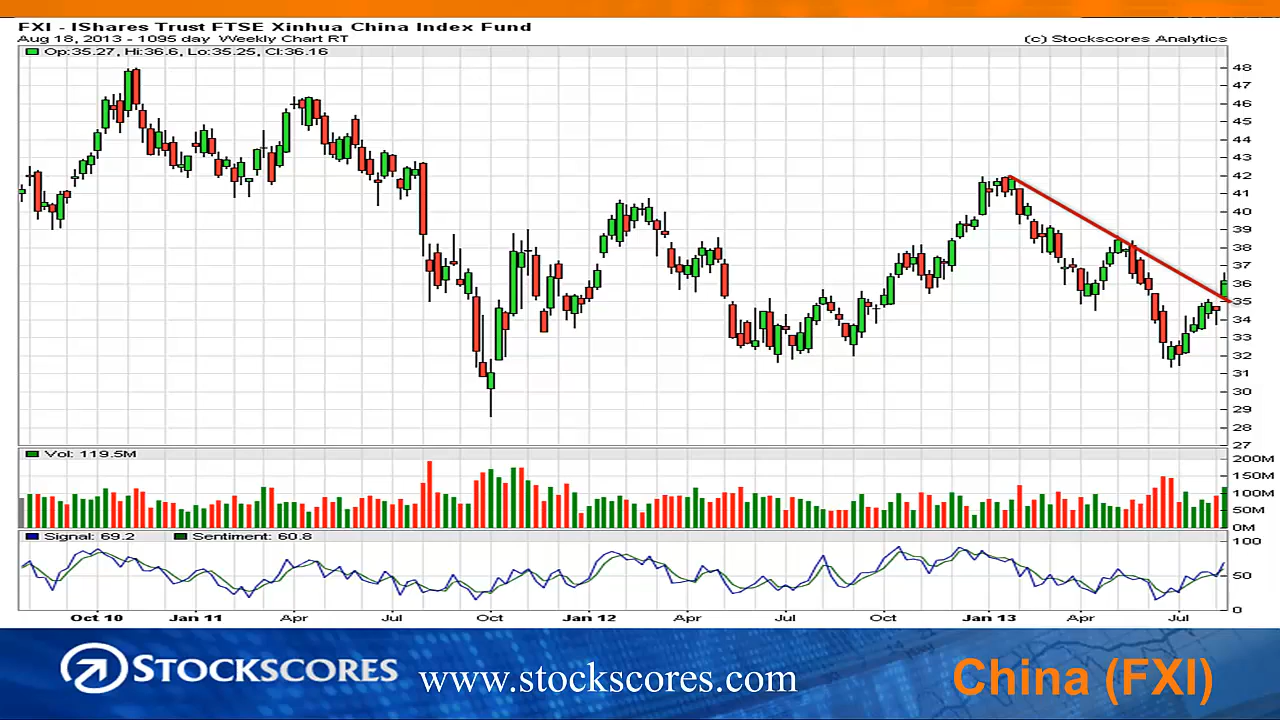 FXI - IShares Trust FTSE Xinhua China Index Fund
Aug 18, 2013 - 1095 day Weekly Chart RT
(c) Stockscores Analytics
Op:35.27, Hi:36.6, Lo:35.25, Cl:36.16
48
47
46
45
44
43
42
41
40
39
38
37
36
35
34
33
32
31
30
29
28
27
Vol: 119.5M
200M
150M
100M
50M
0M
Signal: 69.2 Sentiment: 60.8
100
50
0
Oct 10 Jan 11 Apr Jul Oct Jan 12 Apr Jul Oct Jan 13 Apr Jul
STOCKSCORES
www.stockscores.com
China (FXI)